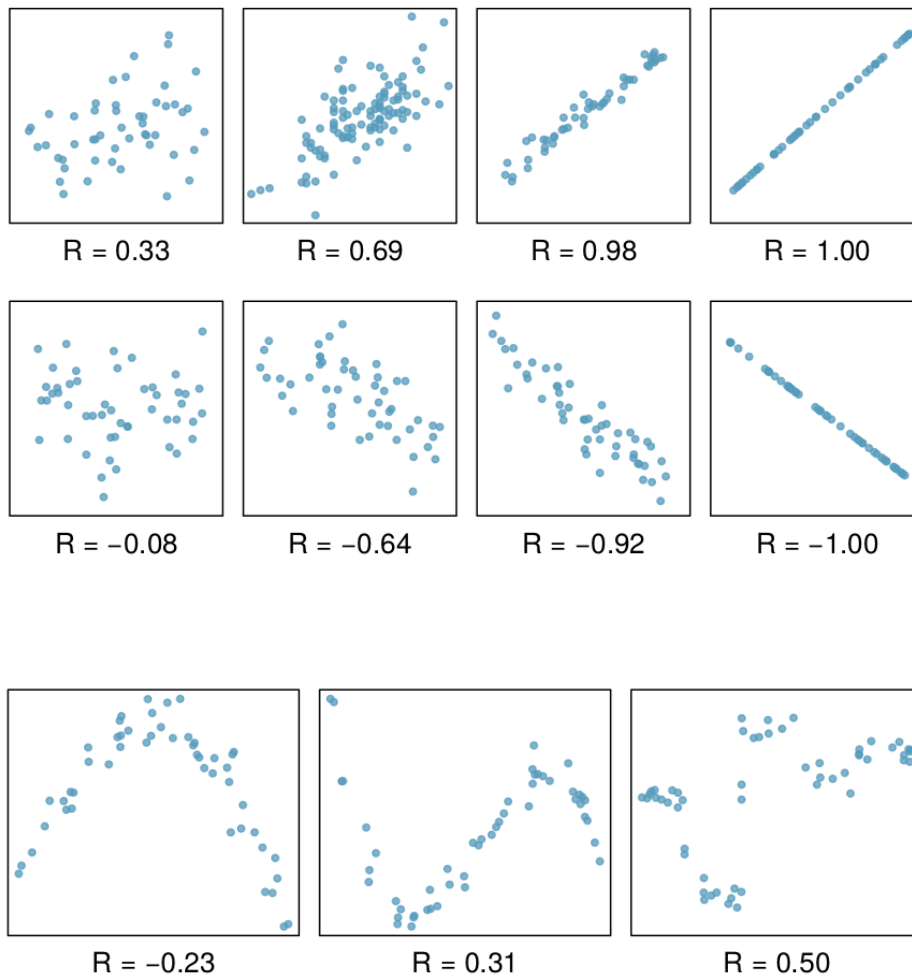 R = 0.33
R = 0.69
R = 0.98
R = 1.00
R = −0.08
R = −0.64
R = −0.92
R = −1.00
R = −0.23
R = 0.31
R = 0.50